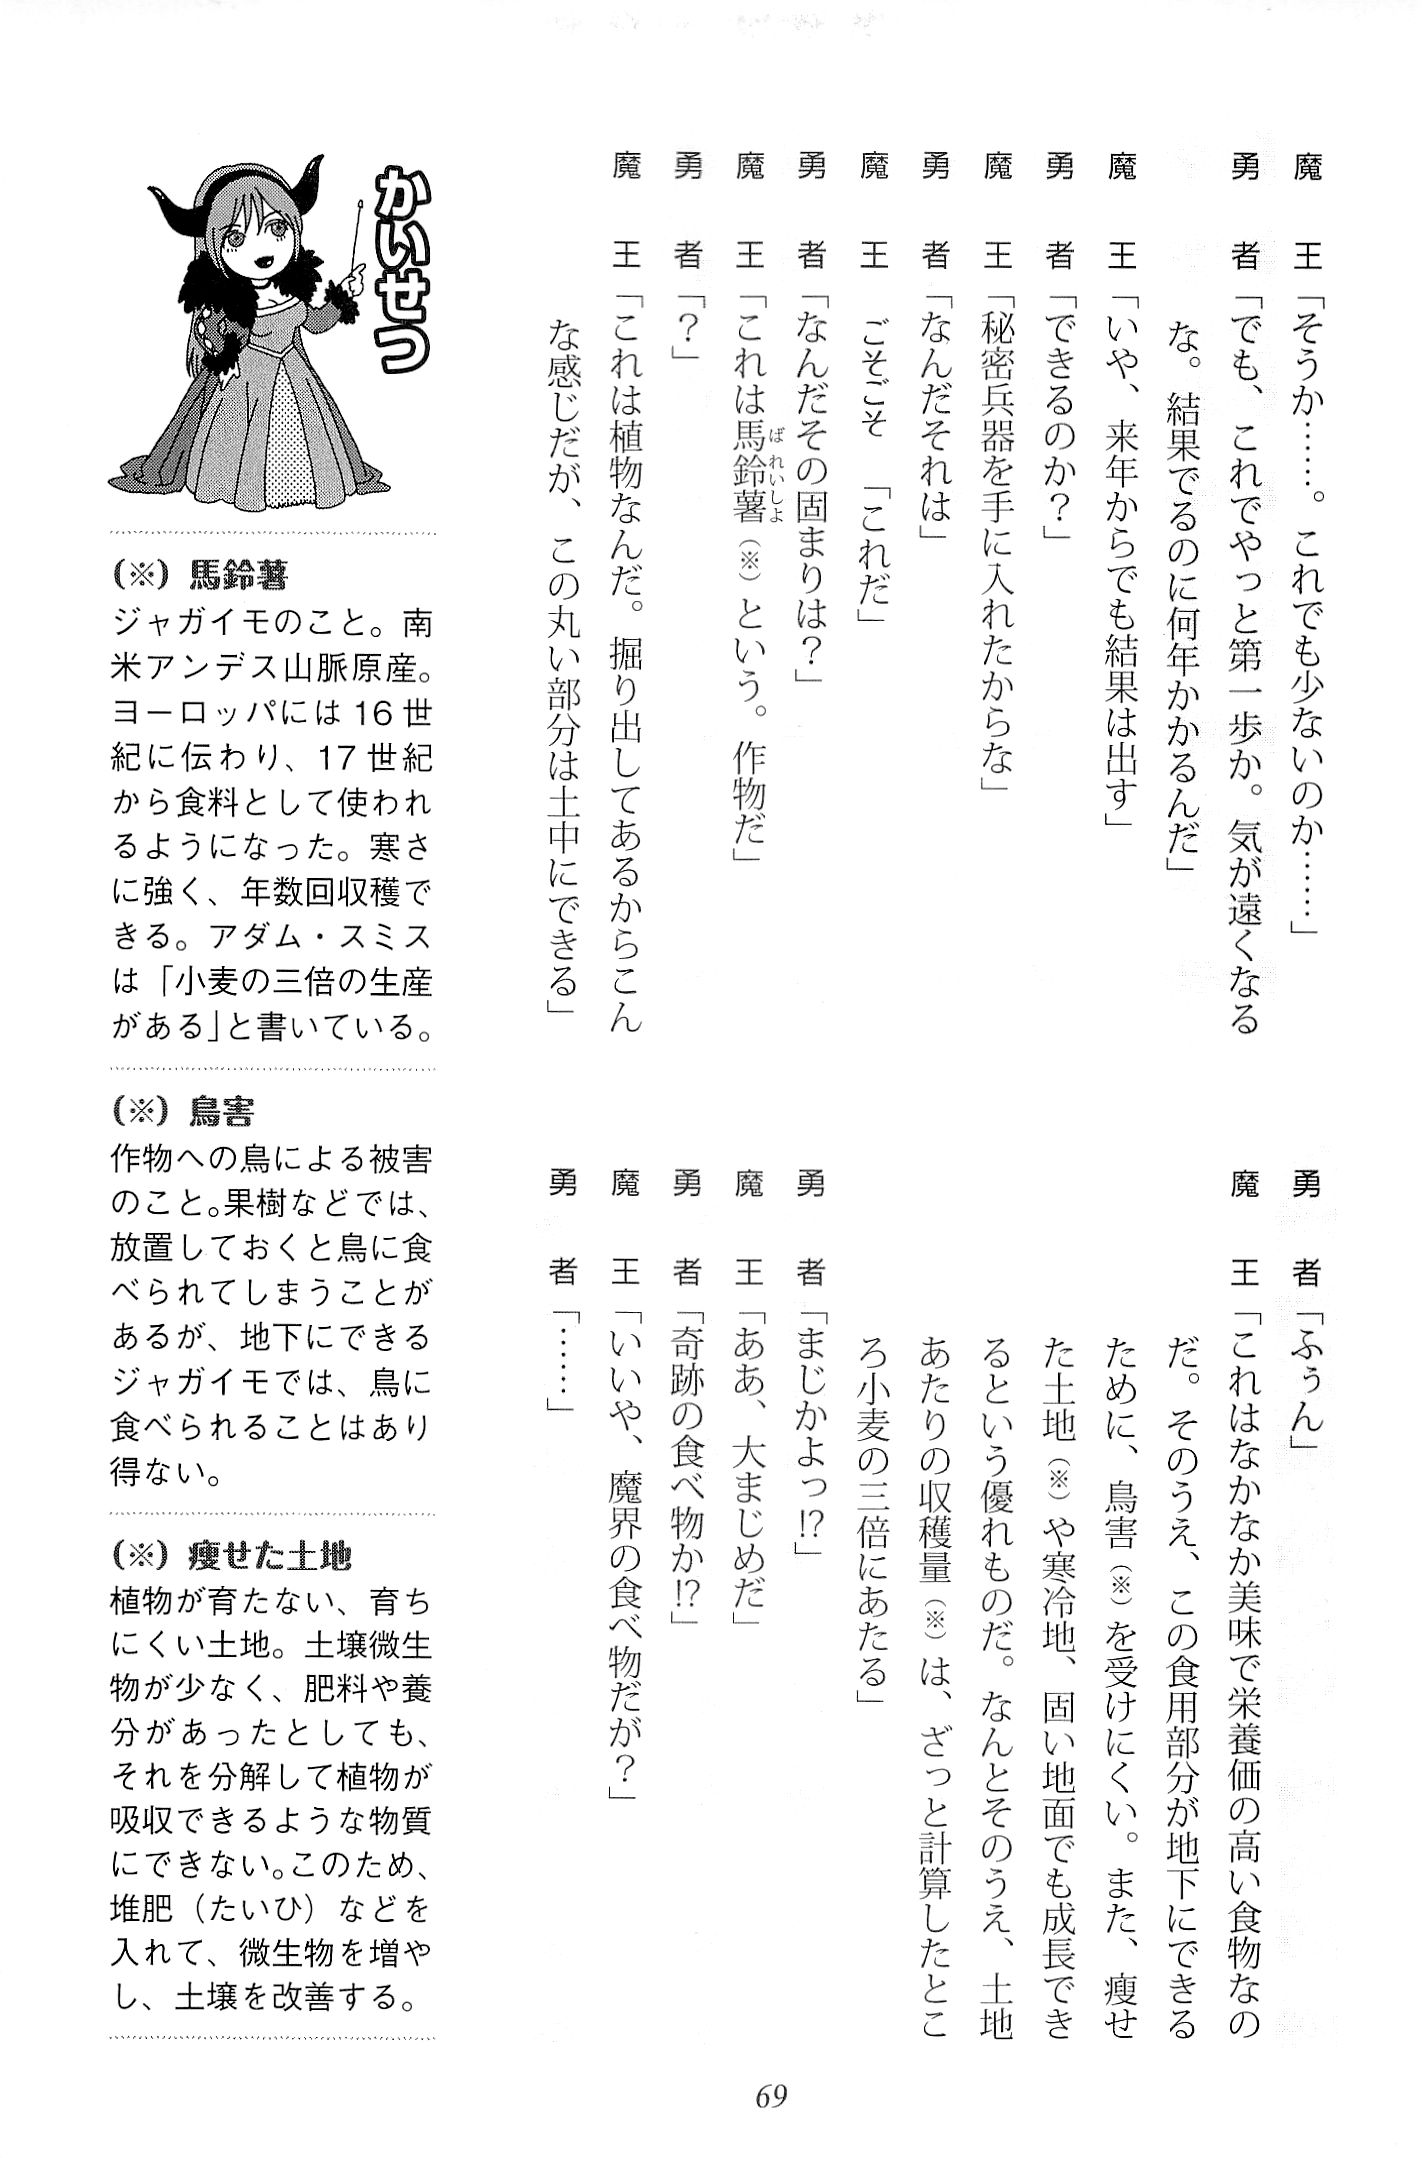 魔王「そうか……。これでも少ないのか……」
勇者「でも、これでやっと第一歩か。気が遠くなる
な。結果でるのに何年かかるんだ」
魔王「いや、来年からでも結果は出す」
勇者「できるのか？」
魔王「秘密兵器を手に入れたからな」
勇者「なんだそれは」
魔王 ごそごそ 「これだ」
勇者「なんだその固まりは？」
魔王「これは馬鈴薯（※）という。作物だ」
ばれいしよ
勇者「？」
魔王「これは植物なんだ。掘り出してあるからこん
な感じだが、この丸い部分は土中にできる」
勇者「ふぅん」
魔王「これはなかなか美味で栄養価の高い食物なの
だ。そのうえ、この食用部分が地下にできる
ために、鳥害（※）を受けにくい。また、痩せ
た土地（※）や寒冷地、固い地面でも成長でき
るという優れものだ。なんとそのうえ、土地
あたりの収穫量（※）は、ざっと計算したとこ
ろ小麦の三倍にあたる」
勇者「まじかよっ!?」
魔王「ああ、大まじめだ」
勇者「奇跡の食べ物か!?」
魔王「いいや、魔界の食べ物だが？」
勇者「……」
かいせつ
（※）馬鈴薯
ジャガイモのこと。南
米アンデス山脈原産。
ヨーロッパには16世
紀に伝わり、17世紀
から食料として使われ
るようになった。寒さ
に強く、年数回収穫で
きる。アダム・スミス
は「小麦の三倍の生産
がある」と書いている。
（※）鳥害
作物への鳥による被害
のこと。果樹などでは、
放置しておくと鳥に食
べられてしまうことが
あるが、地下にできる
ジャガイモでは、鳥に
食べられることはあり
得ない。
（※）痩せた土地
植物が育たない、育ち
にくい土地。土壌微生
物が少なく、肥料や養
分があったとしても、
それを分解して植物が
吸収できるような物質
にできない。このため、
堆肥（たいひ）などを
入れて、微生物を増や
し、土壌を改善する。
69